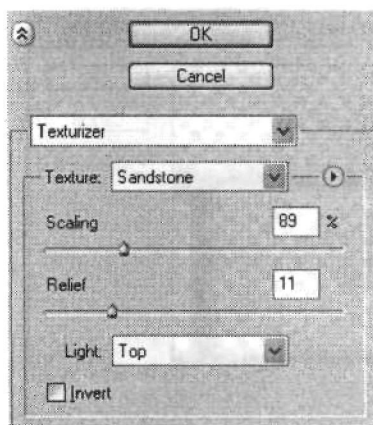 OK
Cancel
Texturizer
Texture: Sandstone
Scaling 89 %
Relief 11
Light: Top
Invert